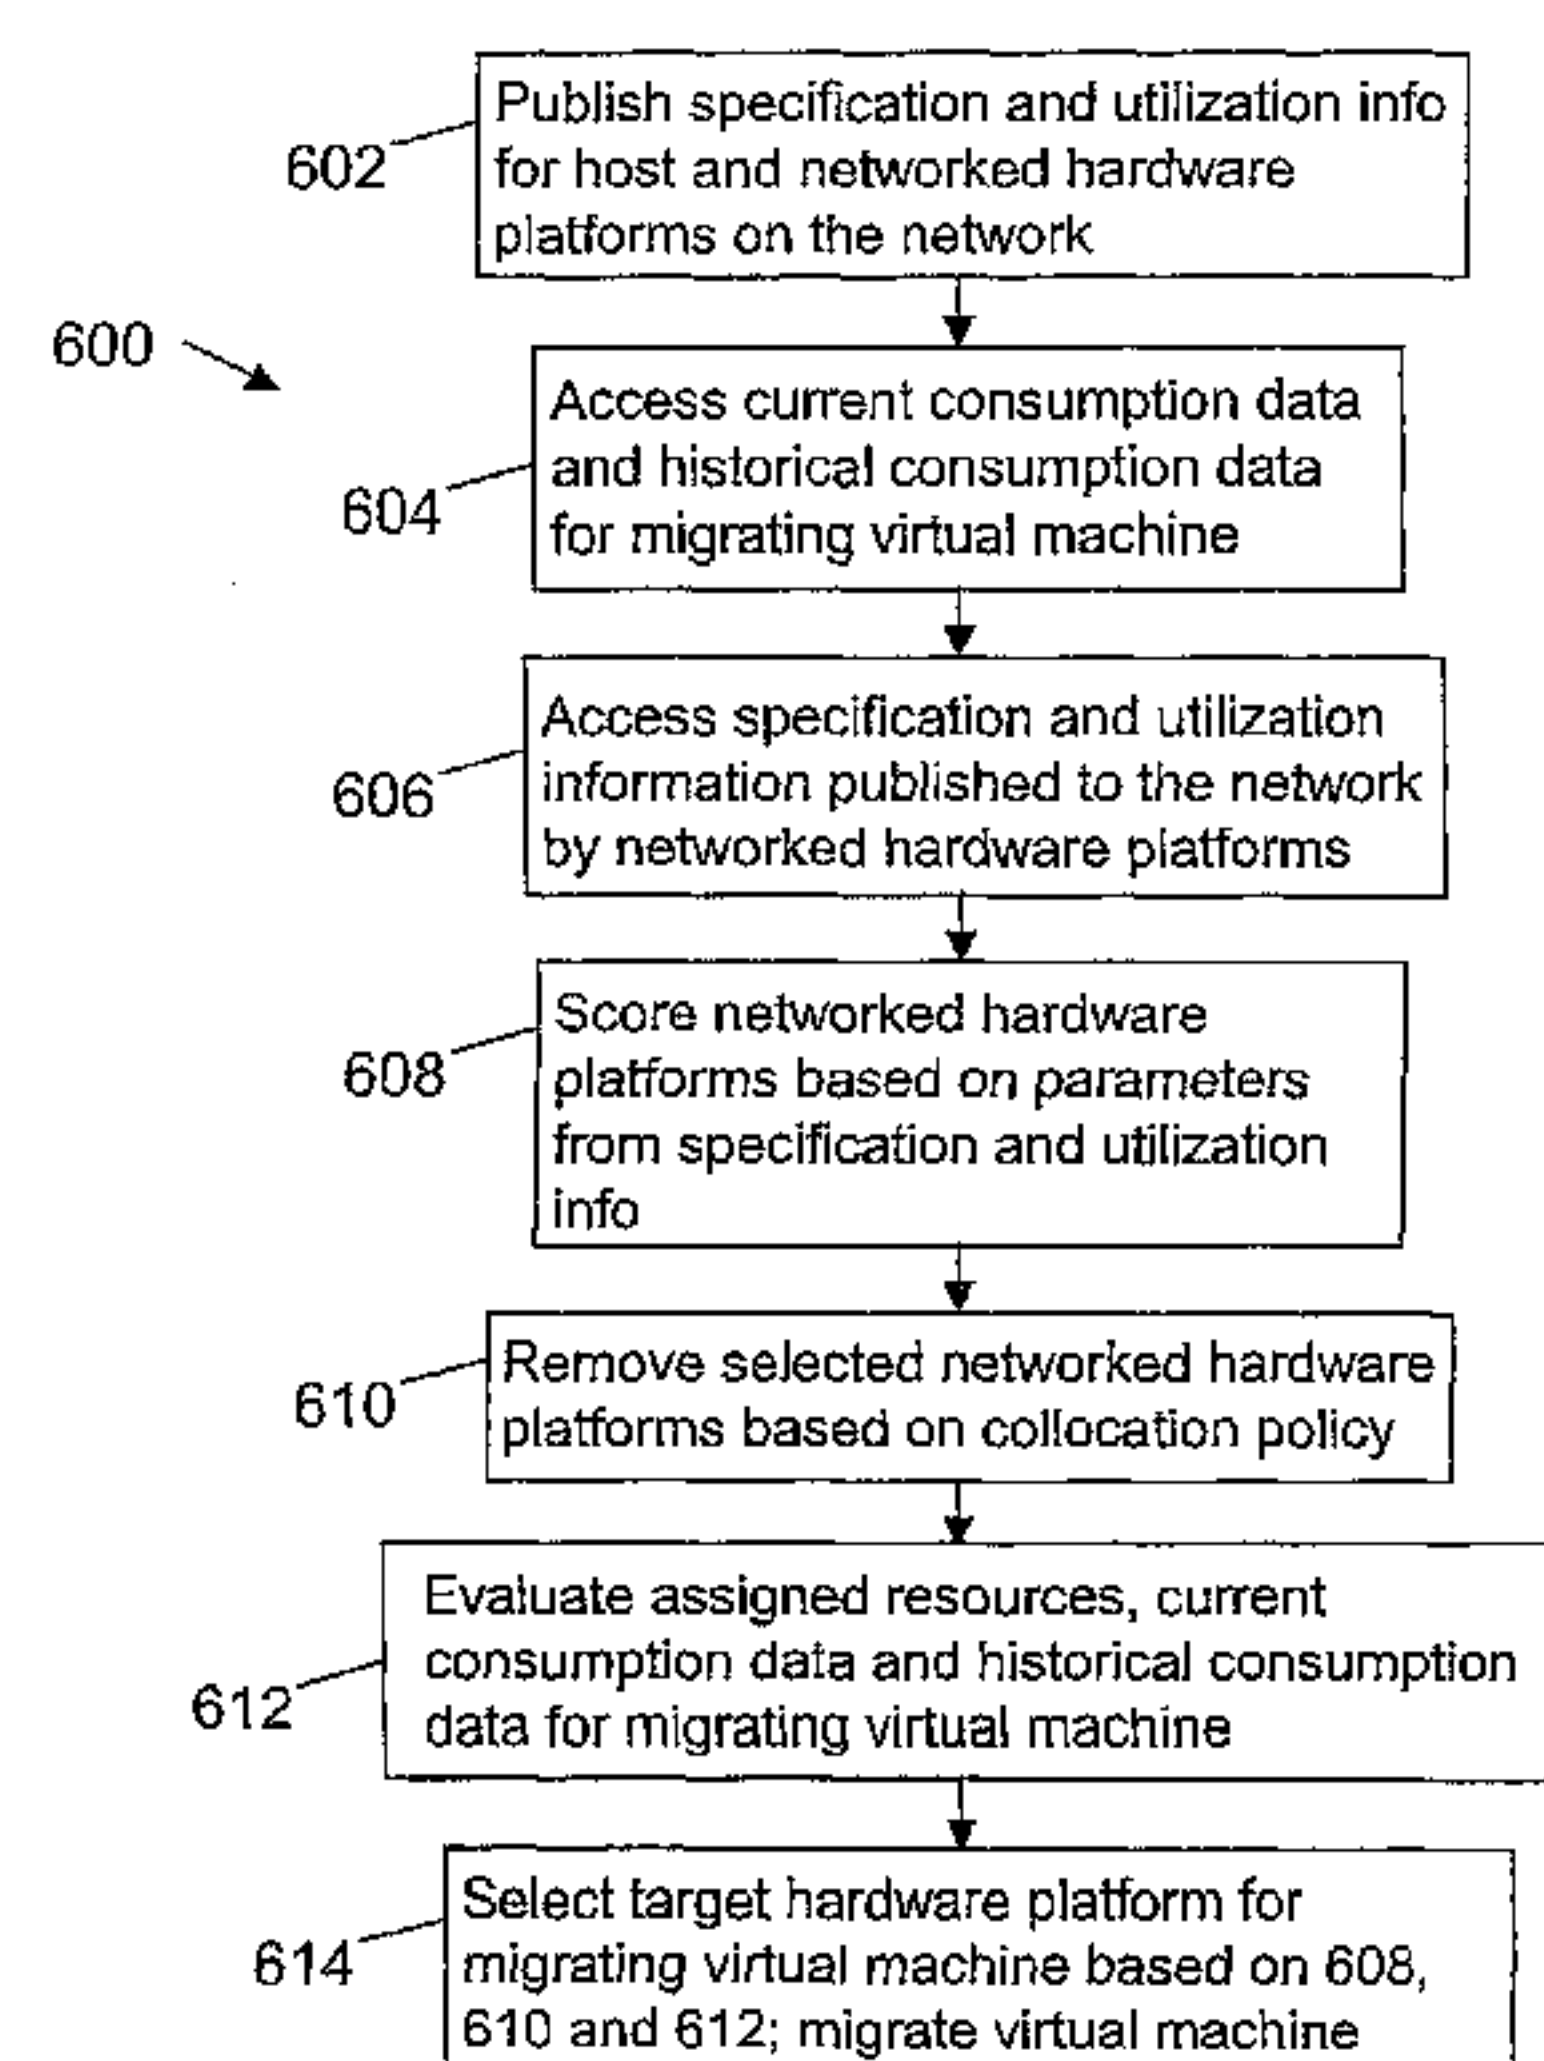 602
Publish specification and utilization info
for host and networked hardware
platforms on the network
600
604
Access current consumption data
and historical consumption data
for migrating virtual machine
606
Access specification and utilization
information published to the network
by networked hardware platforms
608
Score networked hardware
platforms based on parameters
from specification and utilization
info
610
Remove selected networked hardware
platforms based on collocation policy
612
Evaluate assigned resources, current
consumption data and historical consumption
data for migrating virtual machine
614
Select target hardware platform for
migrating virtual machine based on 608,
610 and 612; migrate virtual machine